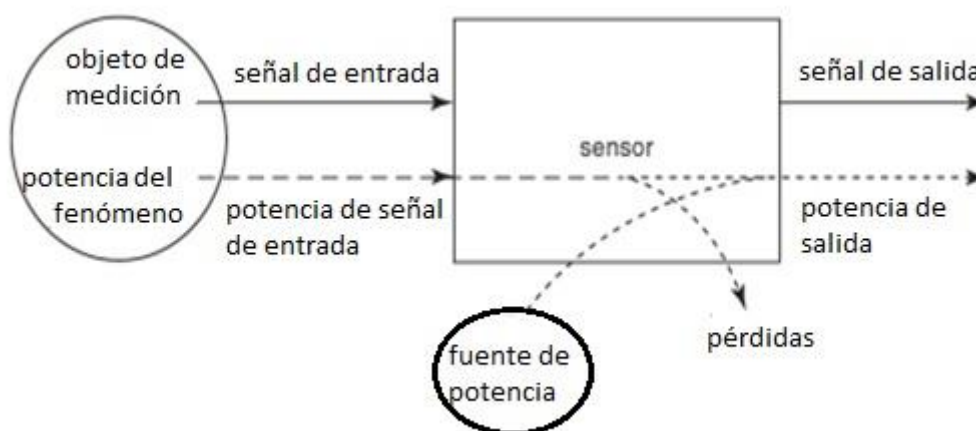 objeto de
medición
señal de entrada
señal de salida
sensor
potencia del
fenómeno
potencia de señal
de entrada
potencia de
salida
pérdidas
fuente de
potencia